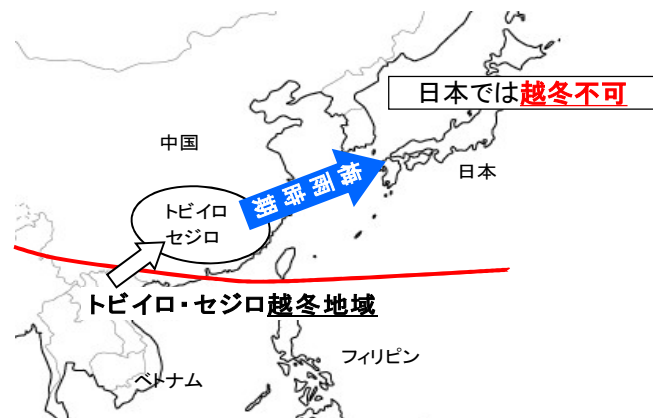 日本では越冬不可
中国
日本
トビイロ
セジロ
梅雨時期
トビイロ・セジロ越冬地域
フィリピン
ベトナム